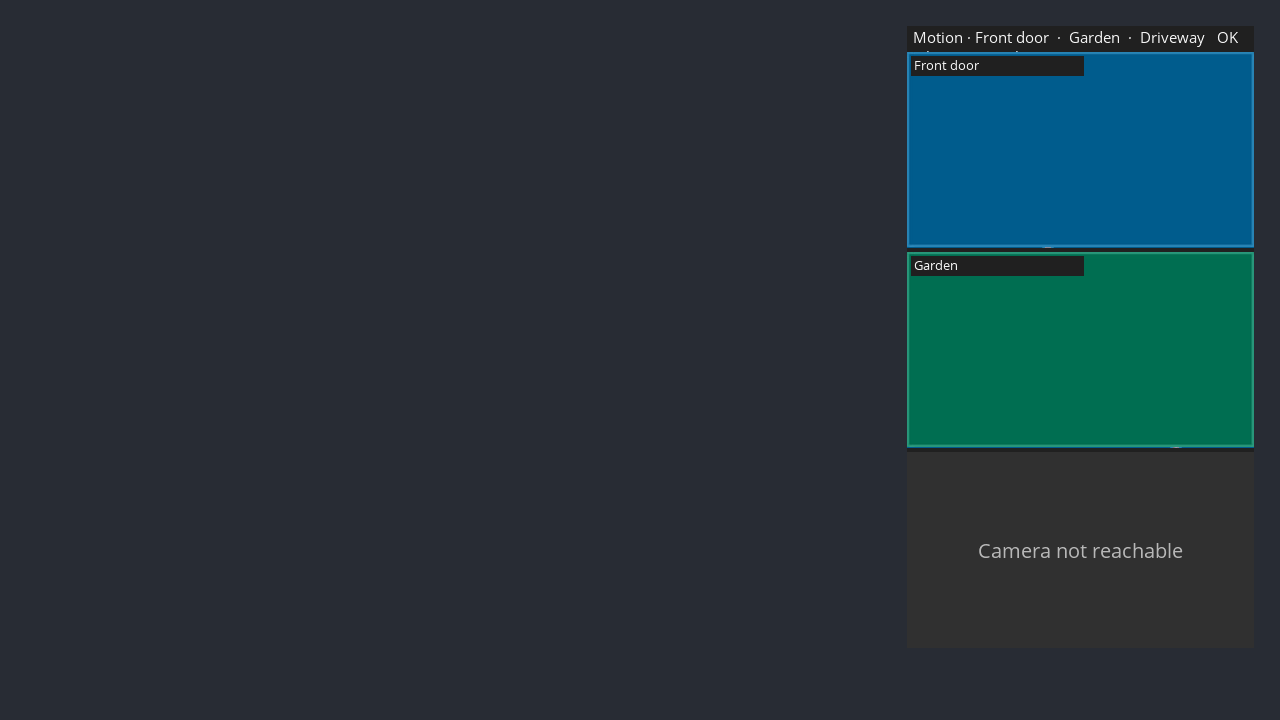 Motion · Front door · Garden · Driveway OK
Front door
Garden
Camera not reachable